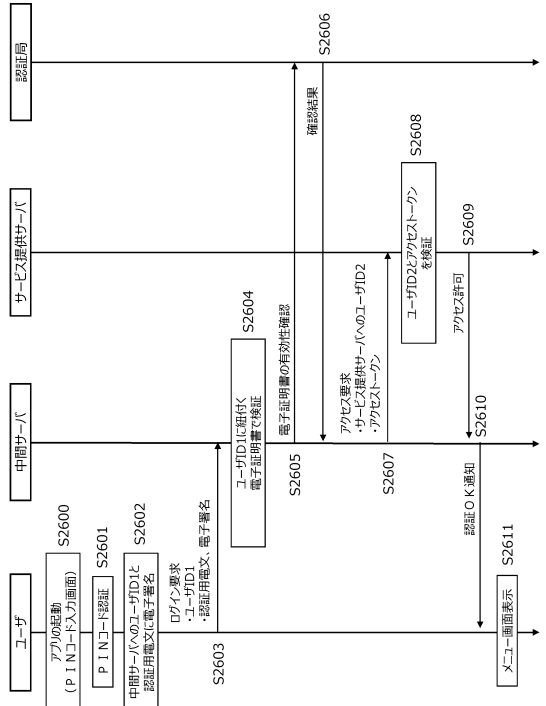 ユーザ
中間サーバ
サービス提供サーバ
認証局
アプリの起動
(ＰＩＮコード入力画面)
S2600
ＰＩＮコード認証
S2601
中間サーバへのユーザID1と
認証用電文に電子署名
S2602
ログイン要求
・ユーザID1
・認証用電文、電子署名
S2603
ユーザID1に紐付く
電子証明書で検証
S2604
電子証明書の有効性確認
S2605
確認結果
S2606
アクセス要求
・サービス提供サーバへのユーザID2
・アクセストークン
S2607
ユーザID2とアクセストークン
を検証
S2608
アクセス許可
S2609
認証ＯＫ通知
S2610
メニュー画面表示
S2611